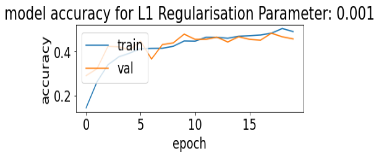 model accuracy for L1 Regularisation Parameter: 0.001
accuracy
0.4
0.2
train
val
0 5 10 15
epoch